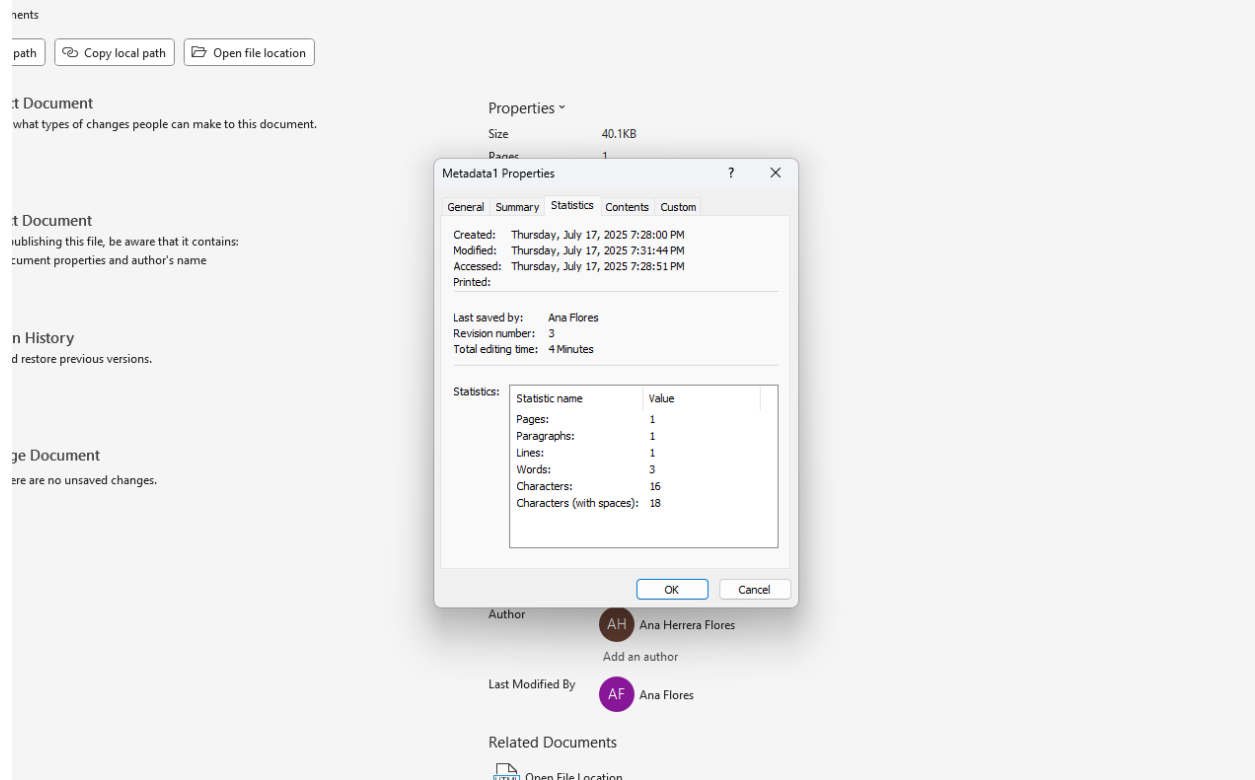 nents
path
Copy local path
Open file location
ct Document
what types of changes people can make to this document.
ct Document
publishing this file, be aware that it contains:
cument properties and author's name
n History
d restore previous versions.
ge Document
ere are no unsaved changes.
Properties
Size 40.1KB
Pages 1
Metadata1 Properties ?
General Summary Statistics Contents Custom
Created: Thursday, July 17, 2025 7:28:00 PM
Modified: Thursday, July 17, 2025 7:31:44 PM
Accessed: Thursday, July 17, 2025 7:28:51 PM
Printed:
Last saved by: Ana Flores
Revision number: 3
Total editing time: 4 Minutes
Statistics:
Statistic name Value
Pages: 1
Paragraphs: 1
Lines: 1
Words: 3
Characters: 16
Characters (with spaces): 18
OK Cancel
Author AH Ana Herrera Flores
Add an author
Last Modified By AF Ana Flores
Related Documents
HTML Open File Location